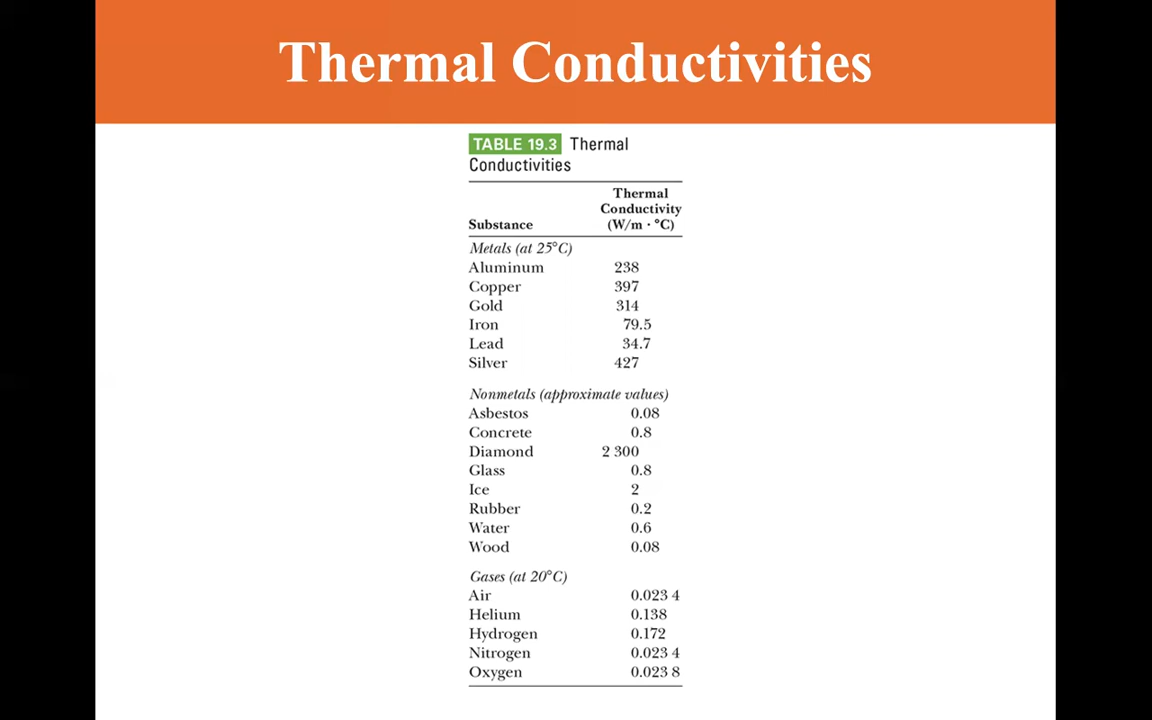 Thermal Conductivities
TABLE 19.3 Thermal
Conductivities
Thermal
Conductivity
Substance (W/m · °C)
Metals (at 25°C)
Aluminum 238
Copper 397
Gold 314
Iron 79.5
Lead 34.7
Silver 427
Nonmetals (approximate values)
Asbestos 0.08
Concrete 0.8
Diamond 2 300
Glass 0.8
Ice 2
Rubber 0.2
Water 0.6
Wood 0.08
Gases (at 20°C)
Air 0.023 4
Helium 0.138
Hydrogen 0.172
Nitrogen 0.023 4
Oxygen 0.023 8